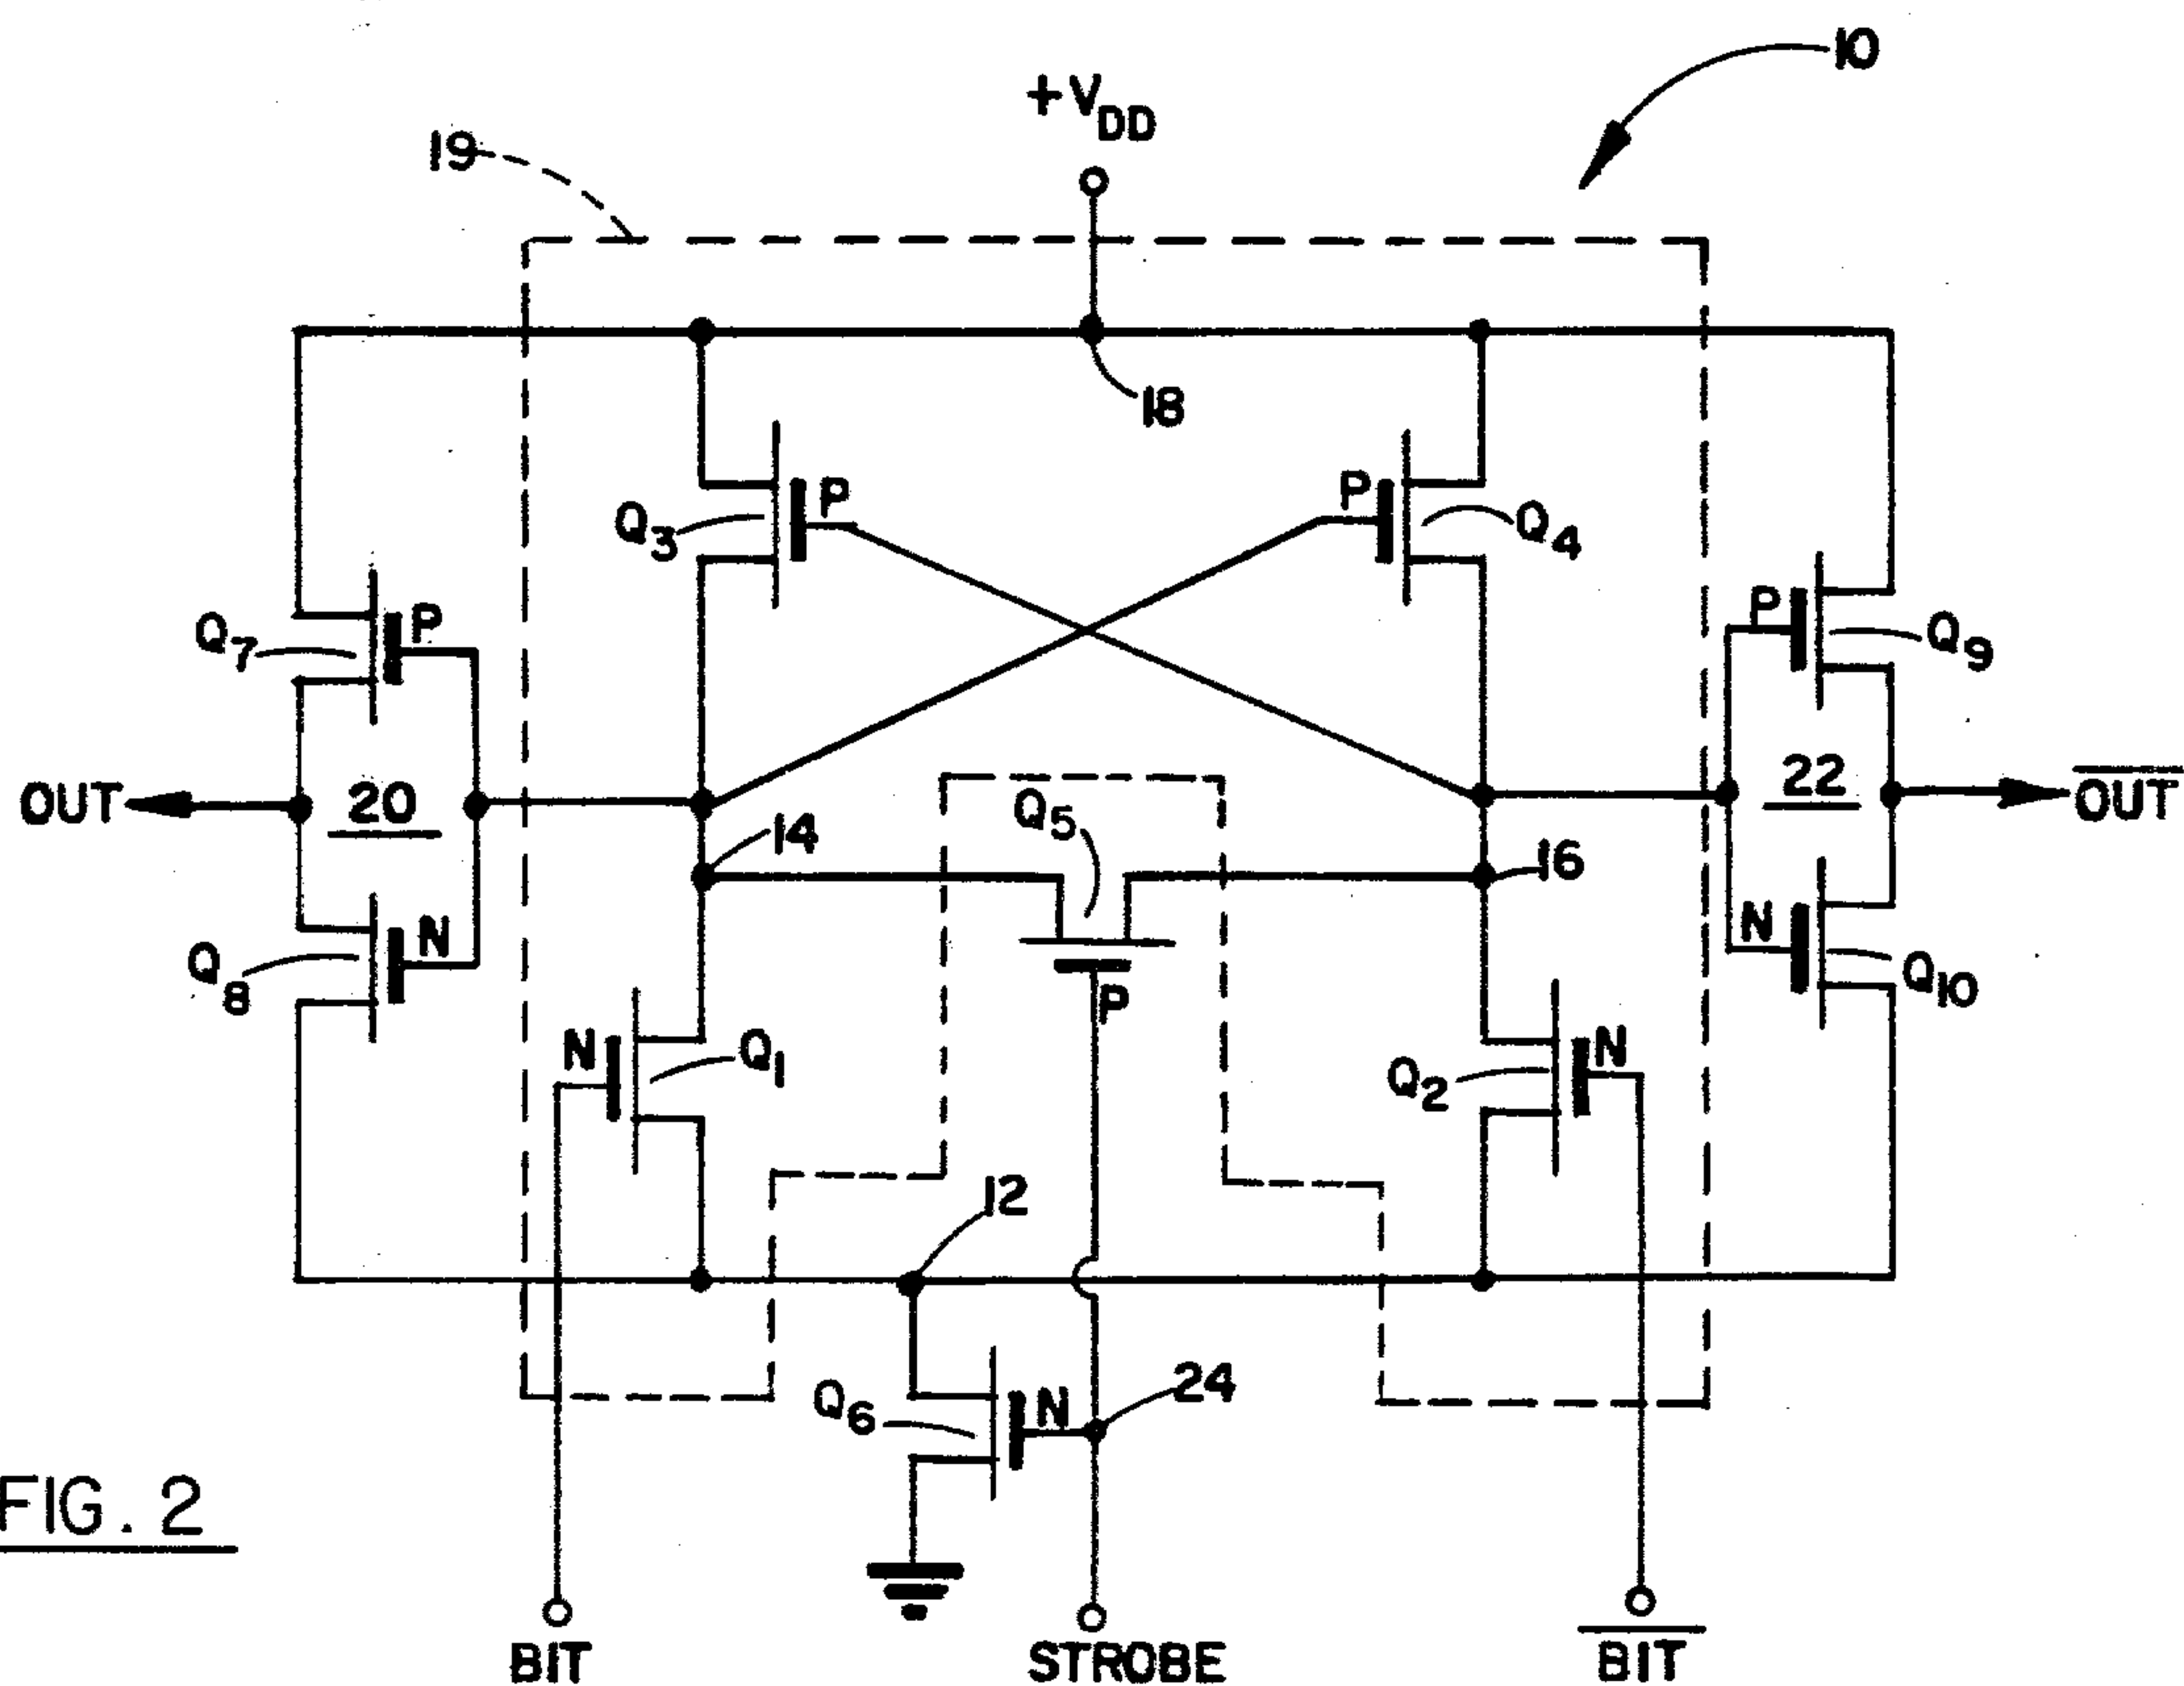 10
+VDD
19
18
P
P
Q3
Q4
P
Q7
P
Q9
OUT
20
22
OUT
Q5
14
16
N
Q8
N
Q10
P
N
Q1
Q2
N
12
Q6
N
24
FIG. 2
BIT
STROBE
BIT